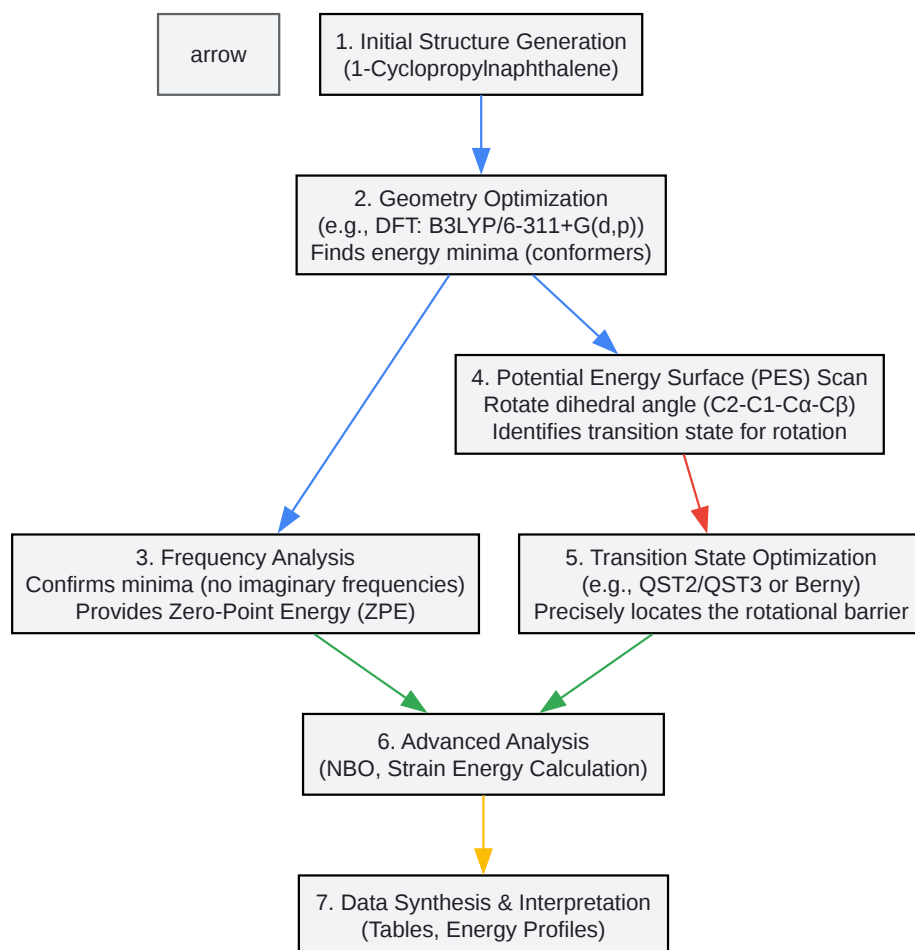 arrow
1. Initial Structure Generation
(1-Cyclopropylnaphthalene)
2. Geometry Optimization
(e.g., DFT: B3LYP/6-311+G(d,p))
Finds energy minima (conformers)
4. Potential Energy Surface (PES) Scan
Rotate dihedral angle (C2-C1-Cα-Cβ)
Identifies transition state for rotation
3. Frequency Analysis
Confirms minima (no imaginary frequencies)
Provides Zero-Point Energy (ZPE)
5. Transition State Optimization
(e.g., QST2/QST3 or Berny)
Precisely locates the rotational barrier
6. Advanced Analysis
(NBO, Strain Energy Calculation)
7. Data Synthesis & Interpretation
(Tables, Energy Profiles)